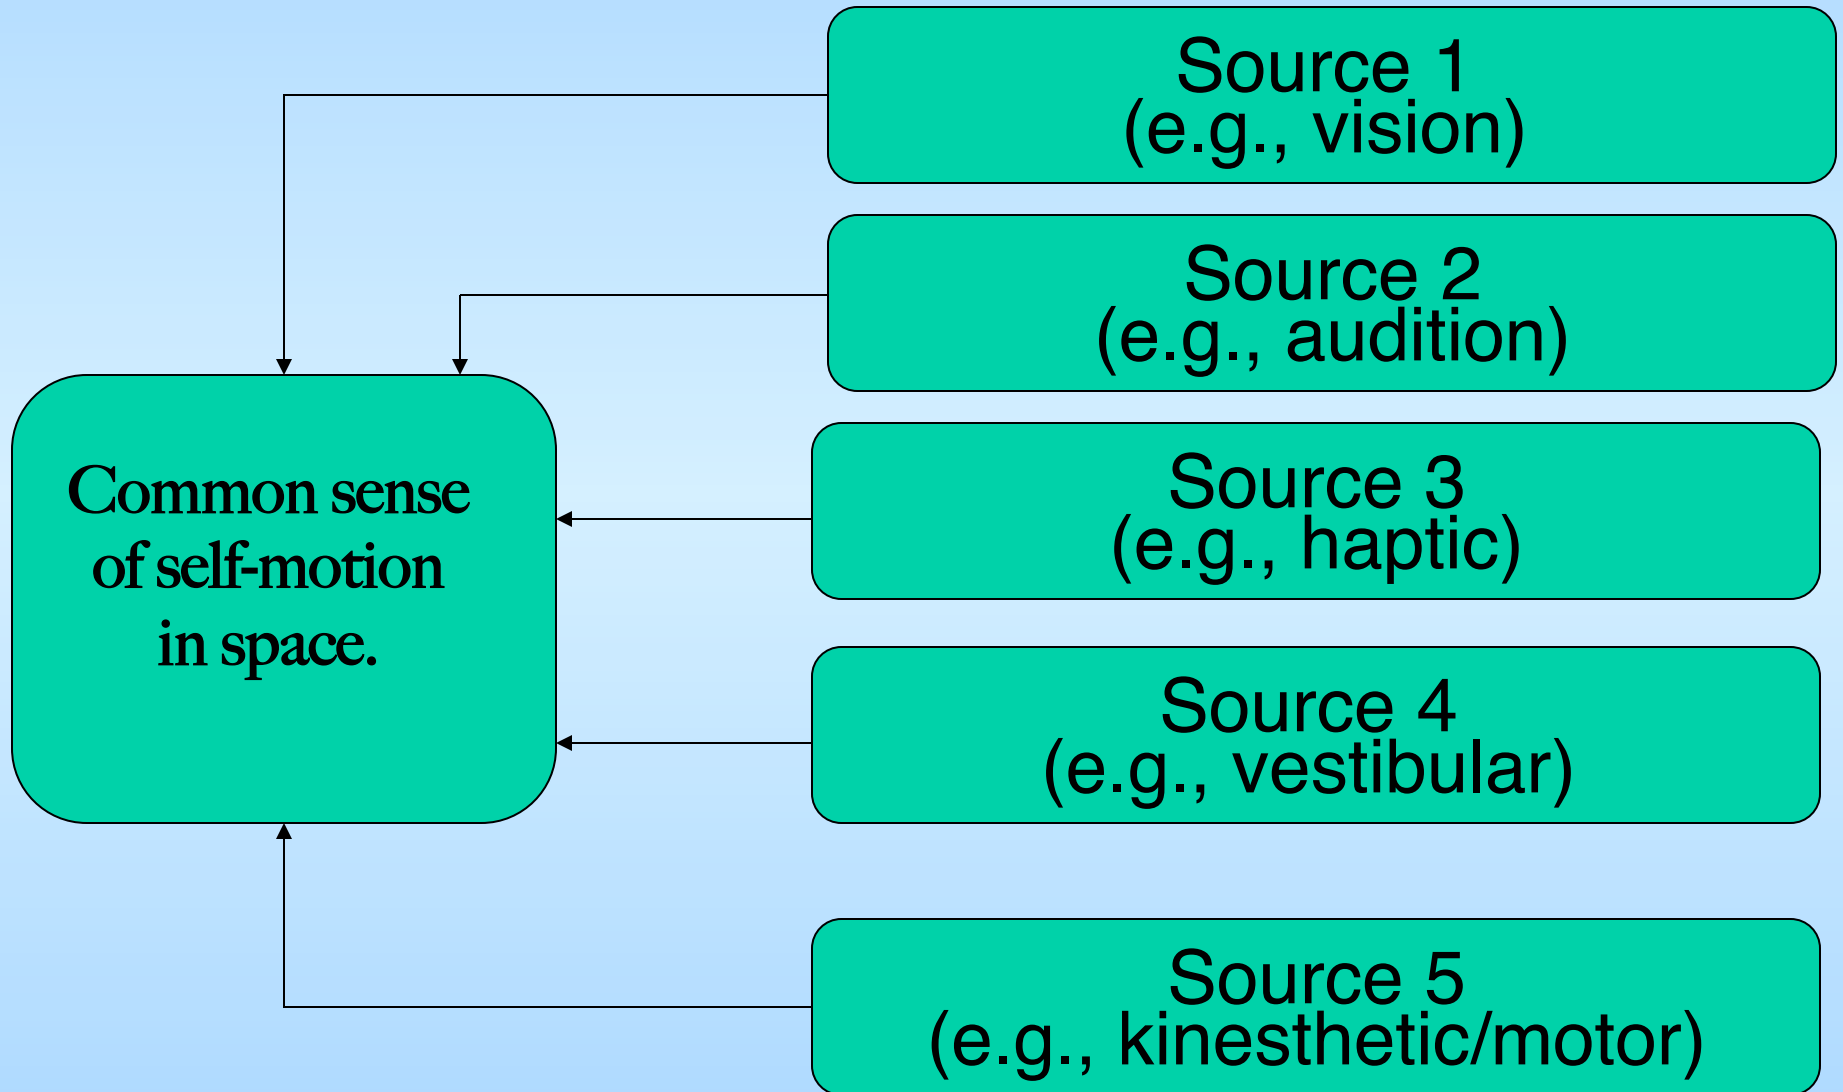 Source 1
(e.g., vision)
Source 2
(e.g., audition)
Common sense
of self-motion
in space.
Source 3
(e.g., haptic)
Source 4
(e.g., vestibular)
Source 5
(e.g., kinesthetic/motor)